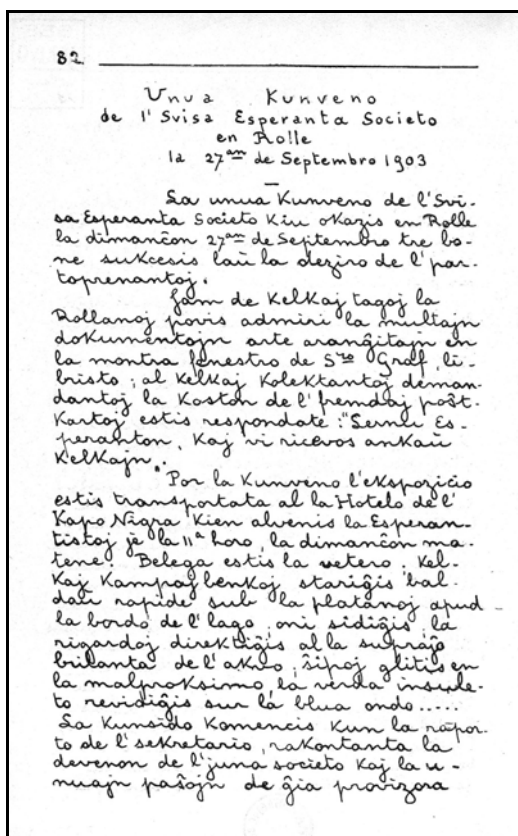 82
Unua Kunveno
de l' Svisa Esperanta Societo
en Rolle
la 27an de Septembro 1903
La unua Kunveno de l' Svi-
sa Esperanta Societo Kiu okazis en Rolle
la dimanĉon 27an de Septembro tre bo-
ne sukcesis laŭ la deziro de l' par-
toprenantoj.
Jam de Kelkaj tagoj la
Rollanoj povis admiri la multajn
dokumentojn arte aranĝitajn en
la montra fenestro de Sro Graf, li-
bristo; al Kelkaj Kolektantoj deman-
dantoj la Koston de l' fremdaj poŝt-
Kartoj estis respondate: "Lernu Es-
peranton, Kaj vi ricevos ankaŭ
Kelkajn."
Por la Kunveno l'ekspozicio
estis transportata al la Hotelo de l'
Kapo Nigra Kien alvenis la Esperan-
tistoj je la 11a horo, la dimanĉon ma-
tene. Belega estis la vetero. Kel-
Kaj Kampaj benkoj stariĝis bal-
daŭ rapide sub la platanoj apud
la bordo de l' lago, oni sidiĝis, la
rigardoj direktiĝis al la supraĵo
brilanta de l' akvo, ŝipoj glitis en
la malproksimo, la verda insule-
to revidiĝis sur la blua ondo.....
La Kunsido Komencis Kun la rapor-
to de l' sekretario, rakontanta la
devenon de l' juna societo Kaj la u-
nuajn paŝojn de ĝia provizora